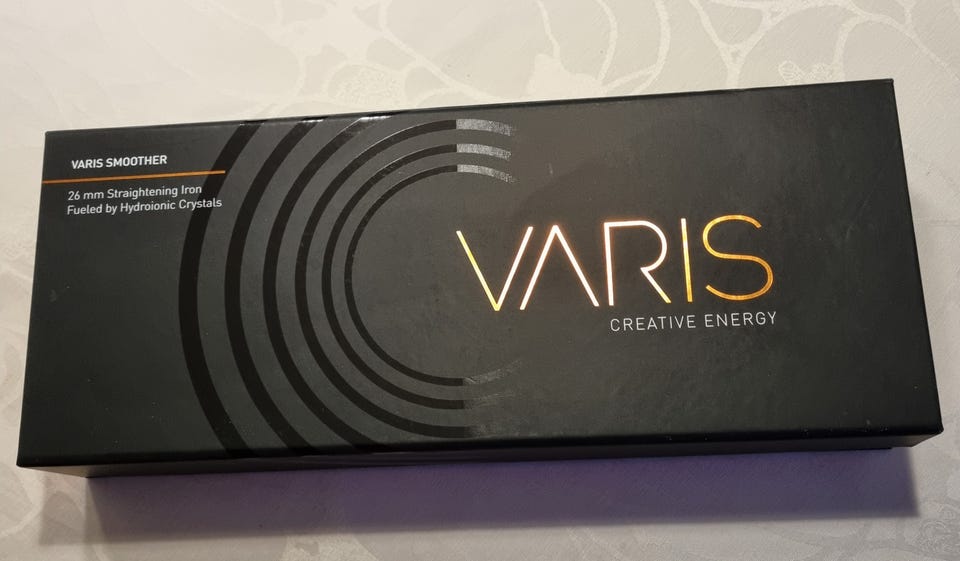 VARIS SMOOTHER
26 mm Straightening Iron
Fueled by Hydroionic Crystals
VARIS
CREATIVE ENERGY